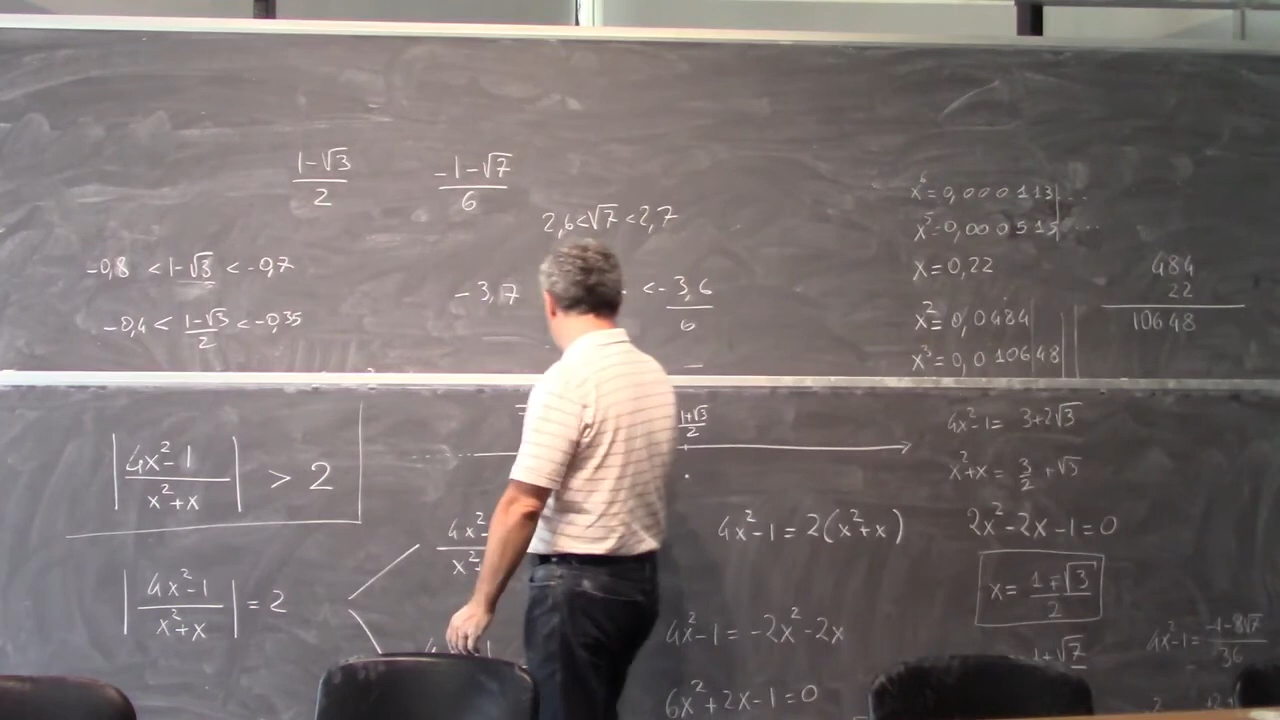 (1-√3)/2
(-1-√7)/6
2,6<√7<2,7
-0,8 < 1-√3 < -0,7
-0,4 < (1-√3)/2 < -0,35
-3,7
< -3,6/6
x⁶=0,000113...
x⁵=0,000515...
x=0,22
x²=0,0484
x³=0,010648
484
22
10648
|(4x²-1)/(x²+x)| > 2
|(4x²-1)/(x²+x)| = 2
(1+√3)/2
4x²-1 = 2(x²+x)
4x²-1 = -2x²-2x
6x²+2x-1=0
4x²-1= 3+2√3
x²+x = 3/2 + √3
2x²-2x-1=0
x= (1∓√3)/2
4x²-1= (-4-8√7)/36